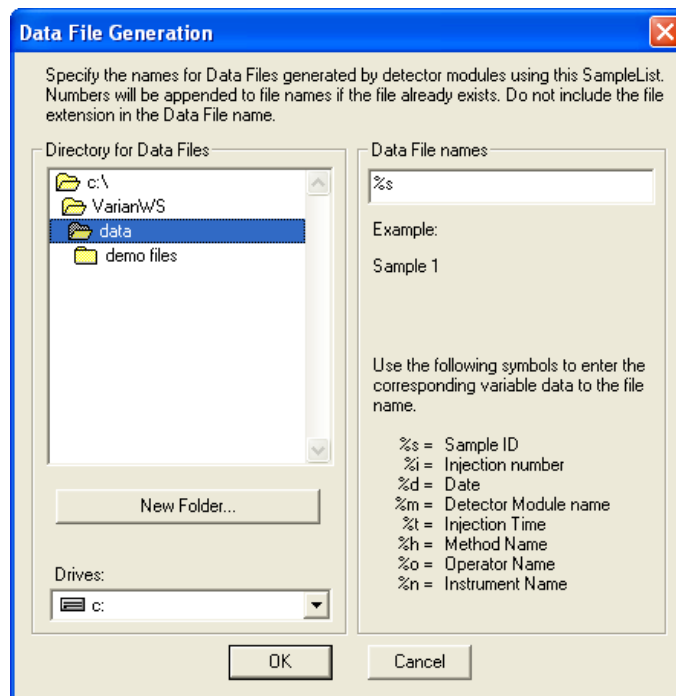 Data File Generation
Specify the names for Data Files generated by detector modules using this SampleList.
Numbers will be appended to file names if the file already exists. Do not include the file
extension in the Data File name.
Directory for Data Files
c:\
VarianWS
data
demo files
New Folder...
Drives:
c:
Data File names
%s
Example:
Sample 1
Use the following symbols to enter the
corresponding variable data to the file
name.
%s = Sample ID
%i = Injection number
%d = Date
%m = Detector Module name
%t = Injection Time
%h = Method Name
%o = Operator Name
%n = Instrument Name
OK
Cancel